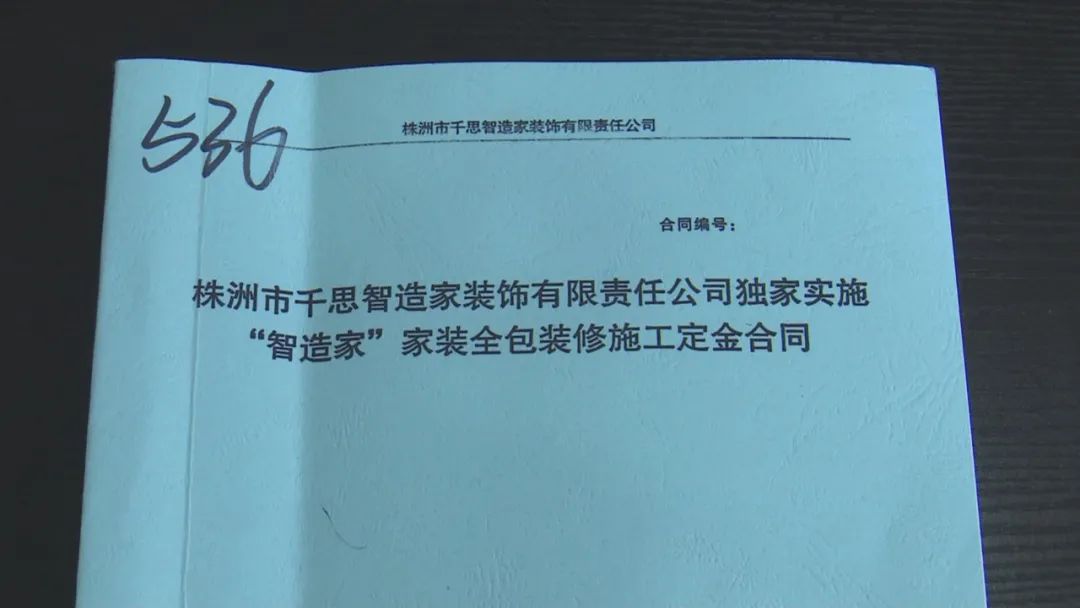 536
株洲市千思智造家装饰有限责任公司
合同编号：
株洲市千思智造家装饰有限责任公司独家实施
“智造家”家装全包装修施工定金合同